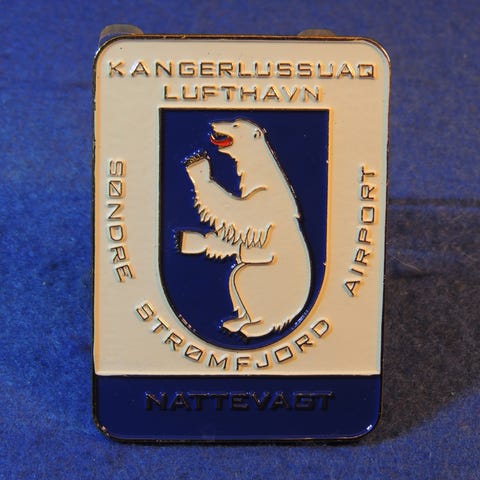 KANGERLUSSUAQ
LUFTHAVN
SØNDRE
STRØMFJORD
AIRPORT
NATTEVAGT